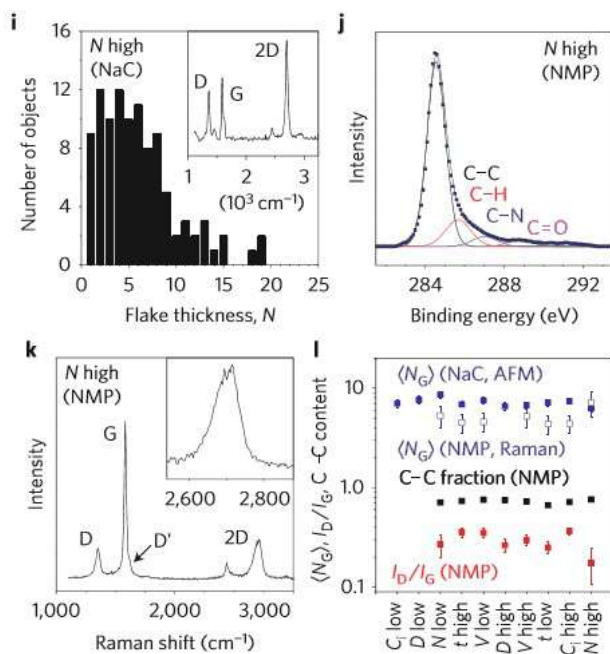 i
N high
(NaC)
Number of objects
16
12
8
4
0
0 5 10 15 20 25
Flake thickness, N
D
G
2D
1 2 3
(10³ cm⁻¹)
j
N high
(NMP)
Intensity
C–C
C–H
C–N
C=O
284 288 292
Binding energy (eV)
k
N high
(NMP)
Intensity
G
D
D'
2D
2,600 2,800
1,000 2,000 3,000
Raman shift (cm⁻¹)
l
⟨N_G⟩, I_D/I_G, C–C content
10
1.0
0.1
⟨N_G⟩ (NaC, AFM)
⟨N_G⟩ (NMP, Raman)
C–C fraction (NMP)
I_D/I_G (NMP)
C_i low
D low
N low
t high
V low
D high
V high
t low
C_i high
N high